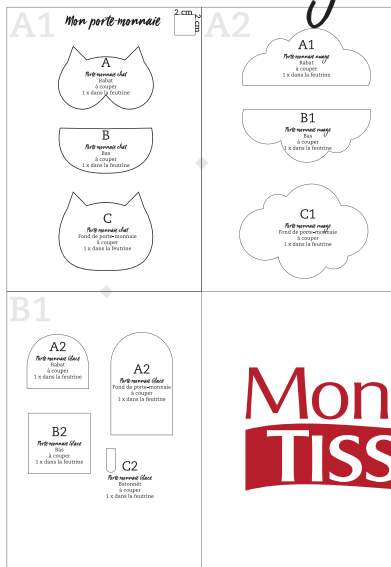 A1
Mon porte-monnaie
2 cm
2 cm
A2
A
Porte-monnaie chat
Rabat
à couper
1 x dans la feutrine
B
Porte-monnaie chat
Bas
à couper
1 x dans la feutrine
C
Porte-monnaie chat
Fond de porte-monnaie
à couper
1 x dans la feutrine
A1
Porte-monnaie nuage
Rabat
à couper
1 x dans la feutrine
B1
Porte-monnaie nuage
Bas
à couper
1 x dans la feutrine
C1
Porte-monnaie nuage
Fond de porte-monnaie
à couper
1 x dans la feutrine
B1
A2
Porte-monnaie glace
Rabat
à couper
1 x dans la feutrine
A2
Porte-monnaie glace
Fond de porte-monnaie
à couper
1 x dans la feutrine
B2
Porte-monnaie glace
Bas
à couper
1 x dans la feutrine
C2
Porte-monnaie glace
Batonnêt
à couper
1 x dans la feutrine
Mon
TISS